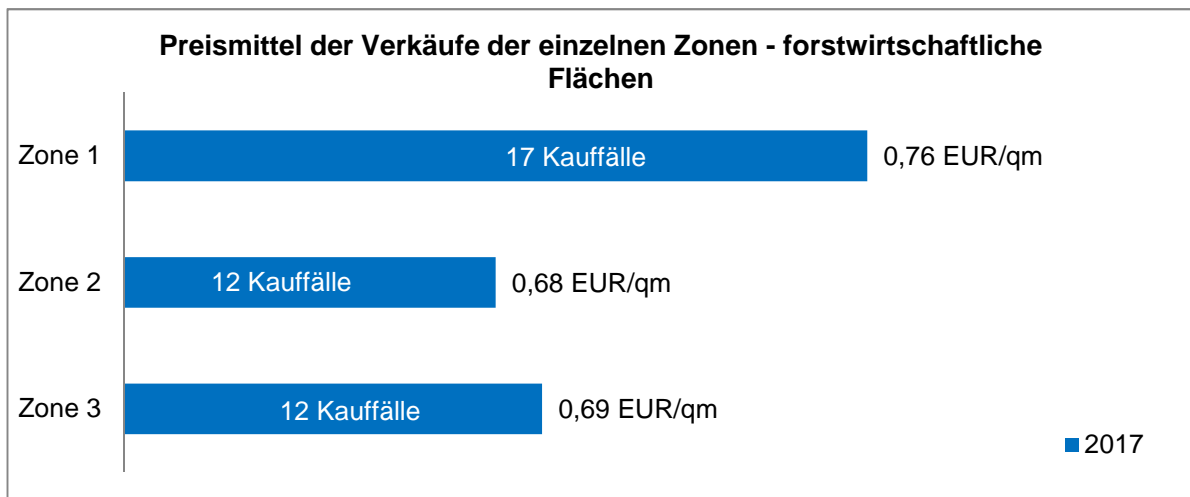 Preismittel der Verkäufe der einzelnen Zonen - forstwirtschaftliche
Flächen
Zone 1
17 Kauffälle
0,76 EUR/qm
Zone 2
12 Kauffälle
0,68 EUR/qm
Zone 3
12 Kauffälle
0,69 EUR/qm
2017